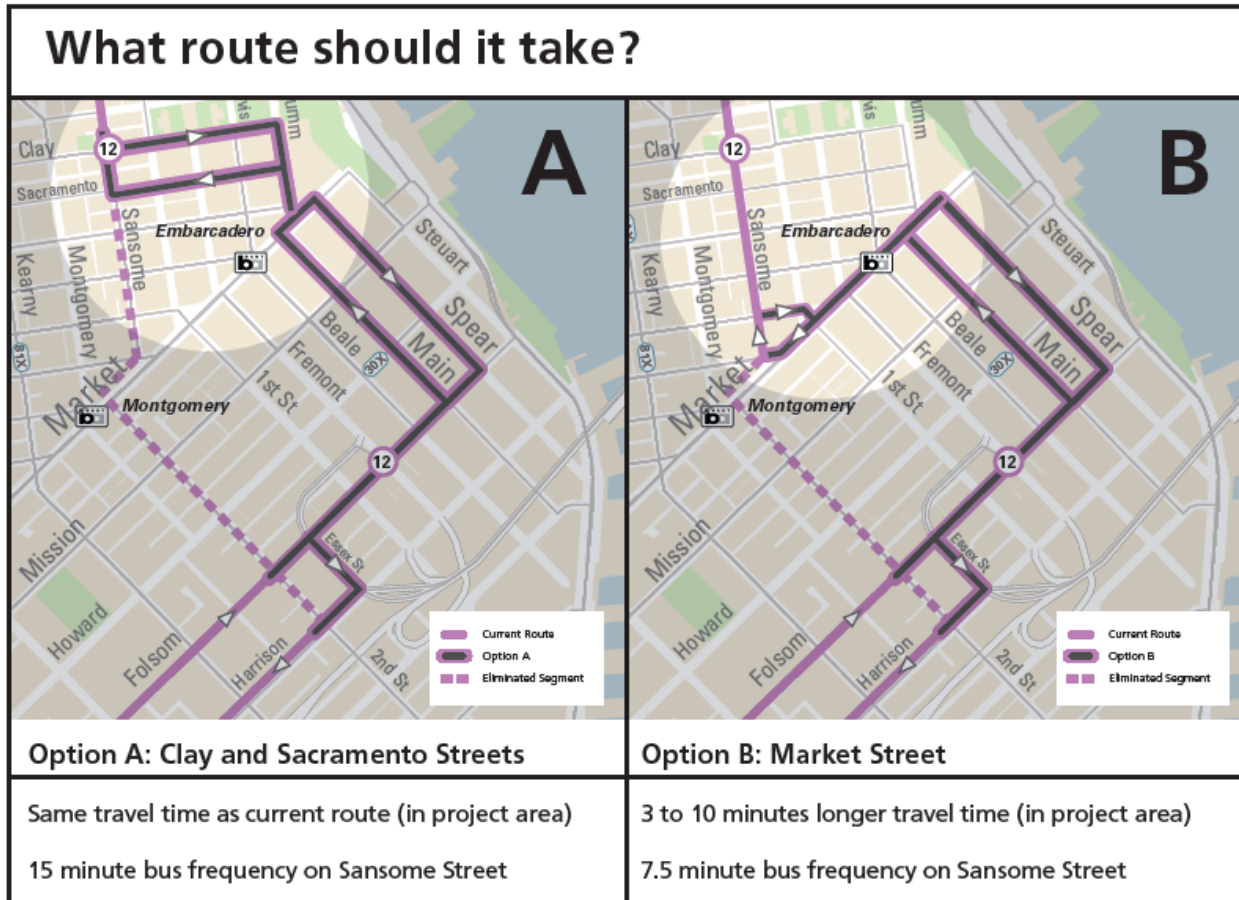 What route should it take?
A
Clay
12
Sacramento
Sansome
vis
umm
Embarcadero
Kearny
Montgomery
Steuart
Spear
Main
Beale
30X
Fremont
1st St
81X
Market
Montgomery
12
Mission
Essex St
Howard
Folsom
Harrison
2nd St
Current Route
Option A
Eliminated Segment
B
Clay
12
Sacramento
Sansome
vis
umm
Embarcadero
Kearny
Montgomery
Steuart
Spear
Main
Beale
30X
Fremont
1st St
81X
Market
Montgomery
12
Mission
Essex St
Howard
Folsom
Harrison
2nd St
Current Route
Option B
Eliminated Segment
Option A: Clay and Sacramento Streets
Same travel time as current route (in project area)
15 minute bus frequency on Sansome Street
Option B: Market Street
3 to 10 minutes longer travel time (in project area)
7.5 minute bus frequency on Sansome Street